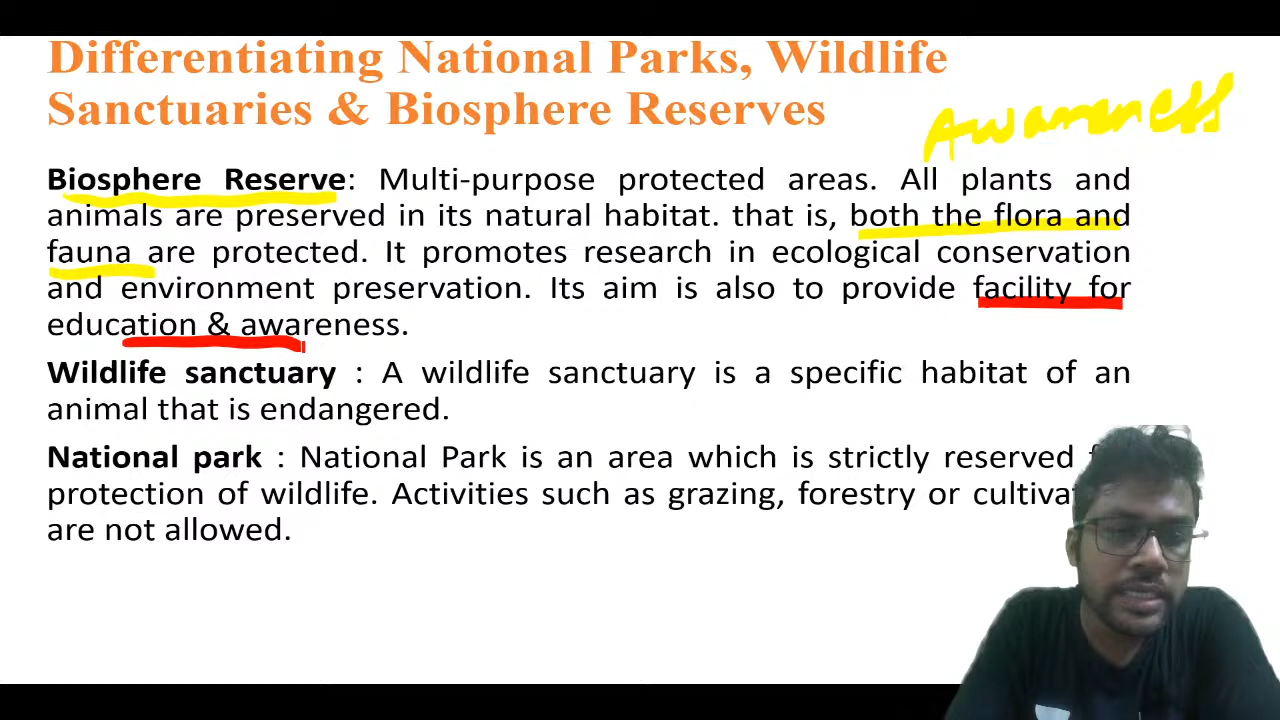 Differentiating National Parks, Wildlife
Sanctuaries & Biosphere Reserves
Awareness
Biosphere Reserve: Multi-purpose protected areas. All plants and
animals are preserved in its natural habitat. that is, both the flora and
fauna are protected. It promotes research in ecological conservation
and environment preservation. Its aim is also to provide facility for
education & awareness.
Wildlife sanctuary : A wildlife sanctuary is a specific habitat of an
animal that is endangered.
National park : National Park is an area which is strictly reserved
protection of wildlife. Activities such as grazing, forestry or
are not allowed.